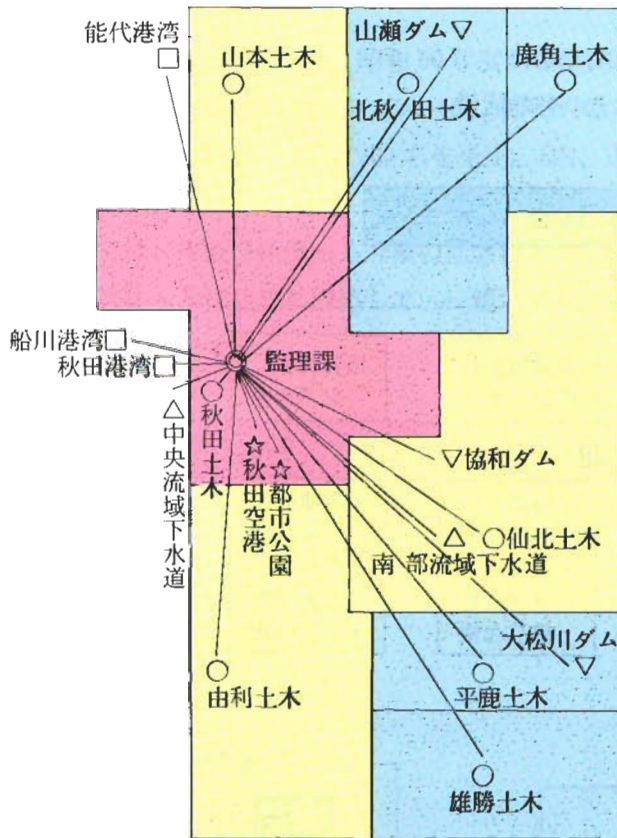 能代港湾□
山本土木
山瀬ダム▽
鹿角土木
北秋田土木
船川港湾□
秋田港湾□
監理課
秋田土木
△中央流域下水道
☆秋田空港
☆都市公園
▽協和ダム
仙北土木
南部流域下水道
大松川ダム
由利土木
平鹿土木
雄勝土木